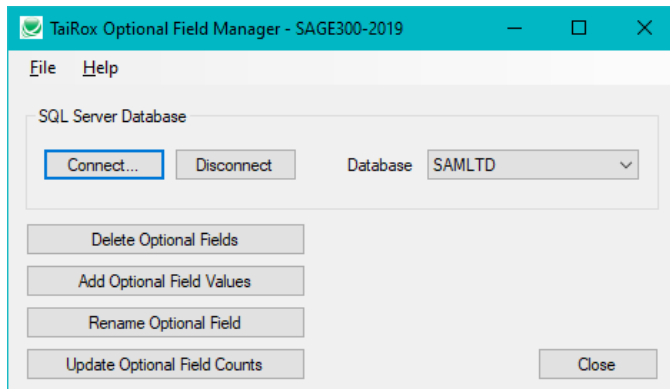 TaiRox Optional Field Manager - SAGE300-2019
File Help
SQL Server Database
Connect... Disconnect Database SAMLTD
Delete Optional Fields
Add Optional Field Values
Rename Optional Field
Update Optional Field Counts Close